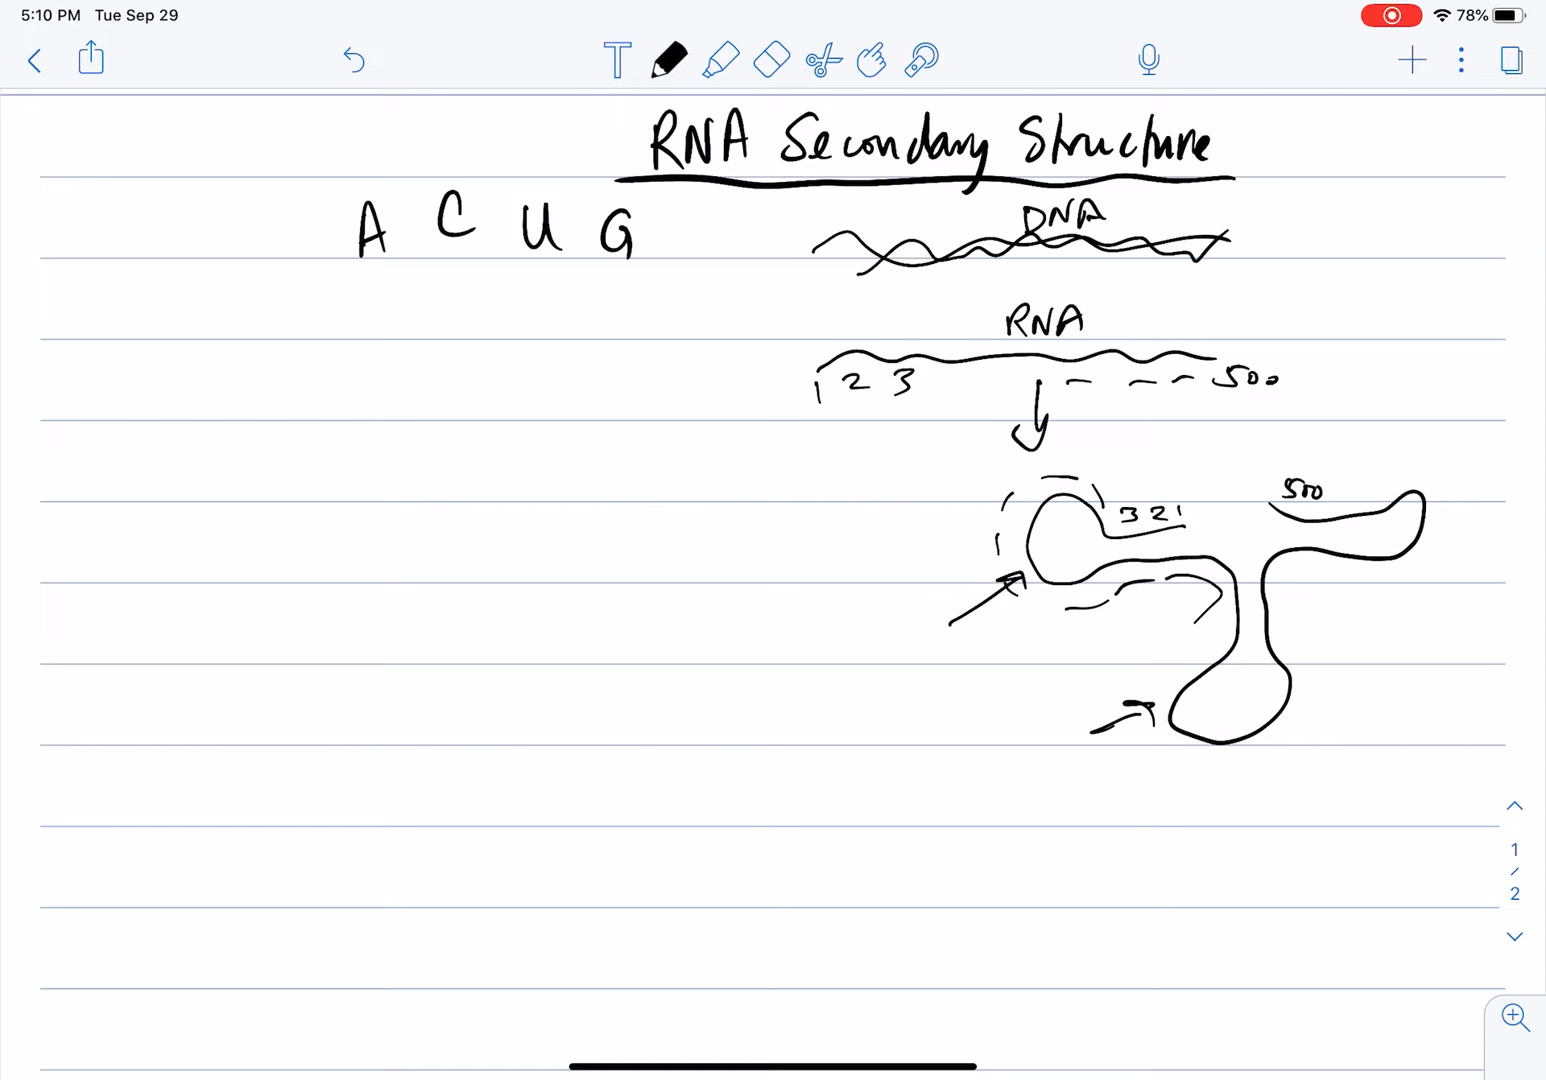 5:10 PM Tue Sep 29
78%
T
RNA Secondary Structure
A C U G
DNA
RNA
1 2 3 500
3 2 1
500
1
/
2